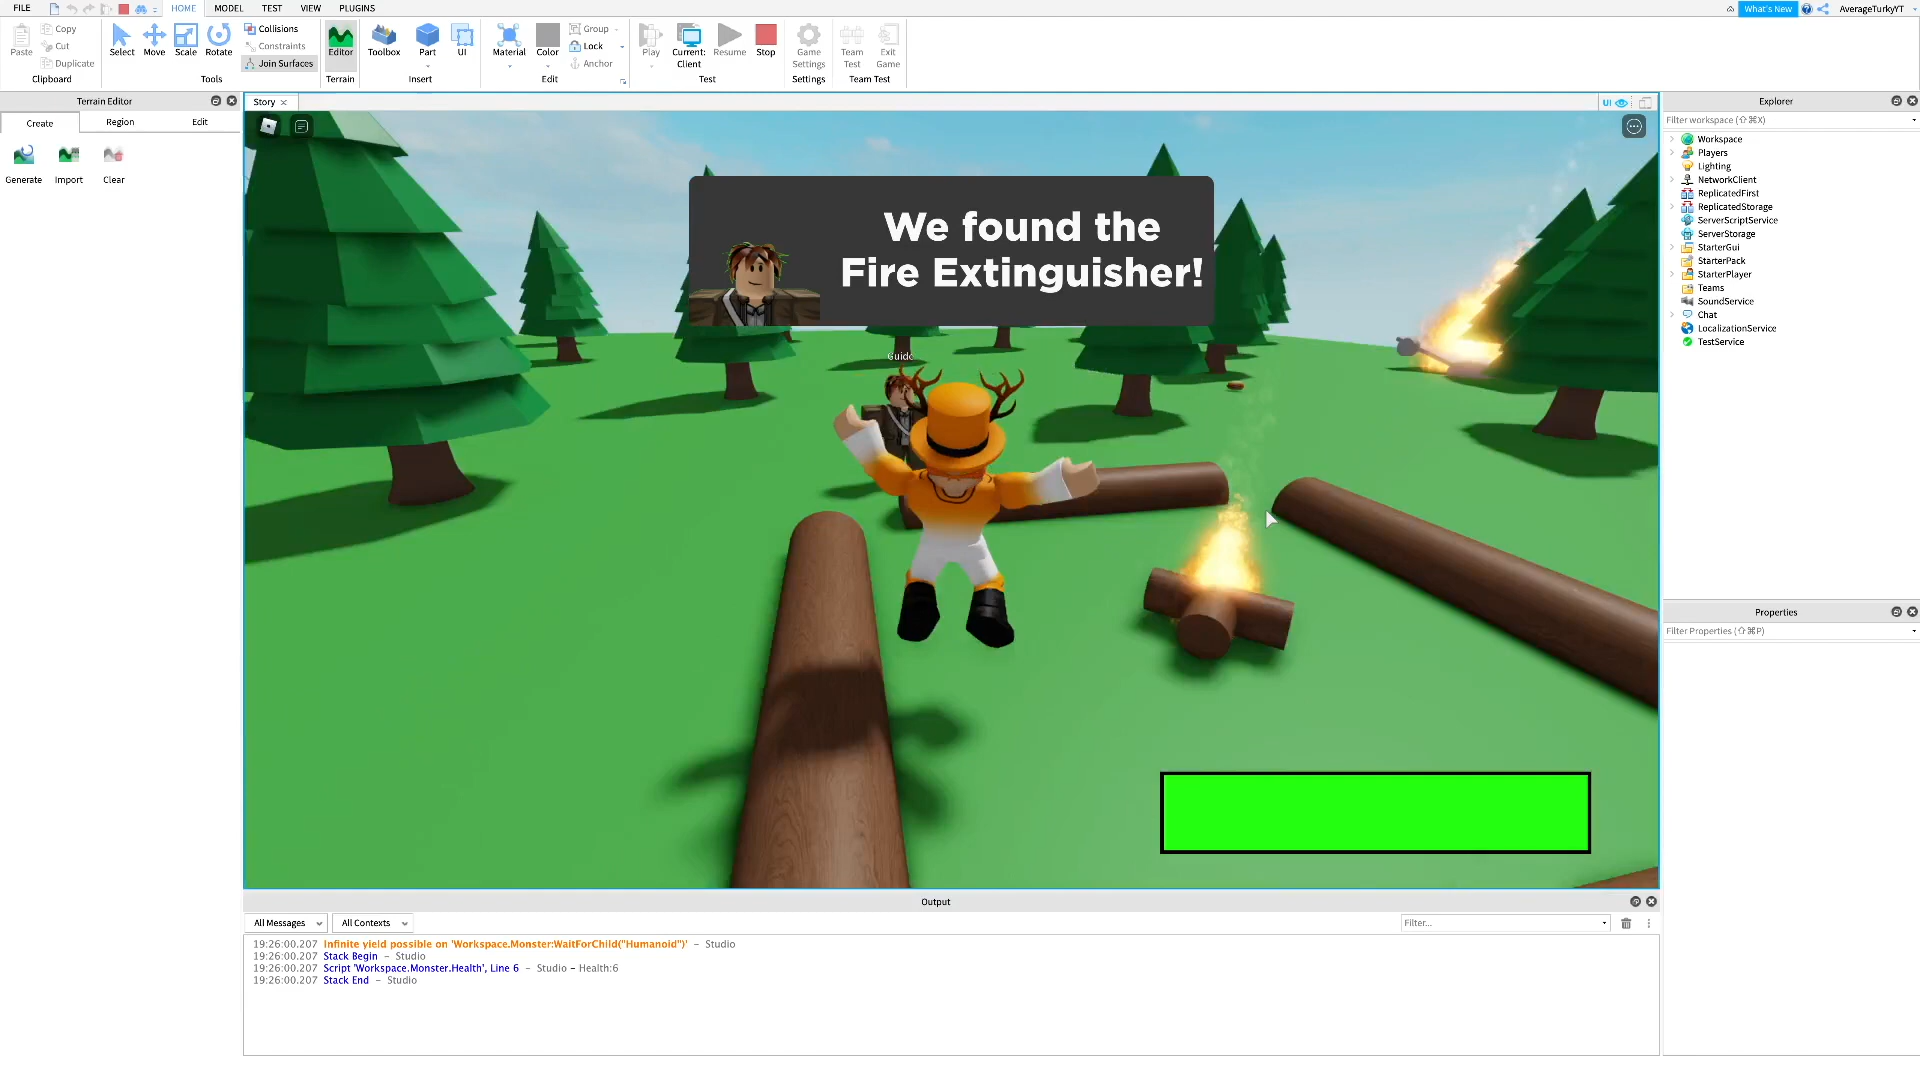 FILE
HOME
MODEL
TEST
VIEW
PLUGINS
What's New
AverageTurkyYT
Paste
Copy
Cut
Duplicate
Clipboard
Select
Move
Scale
Rotate
Collisions
Constraints
Join Surfaces
Tools
Editor
Terrain
Toolbox
Part
UI
Insert
Material
Color
Group
Lock
Anchor
Edit
Play
Current:
Client
Resume
Stop
Test
Game
Settings
Settings
Team
Test
Exit
Game
Team Test
Terrain Editor
Create
Region
Edit
Generate
Import
Clear
Story
UI
We found the
Fire Extinguisher!
Guido
Explorer
Filter workspace (⇧⌘X)
Workspace
Players
Lighting
NetworkClient
ReplicatedFirst
ReplicatedStorage
ServerScriptService
ServerStorage
StarterGui
StarterPack
StarterPlayer
Teams
SoundService
Chat
LocalizationService
TestService
Properties
Filter Properties (⇧⌘P)
Output
All Messages
All Contexts
Filter...
19:26:00.207 Infinite yield possible on 'Workspace.Monster:WaitForChild("Humanoid")' - Studio
19:26:00.207 Stack Begin - Studio
19:26:00.207 Script 'Workspace.Monster.Health', Line 6 - Studio - Health:6
19:26:00.207 Stack End - Studio